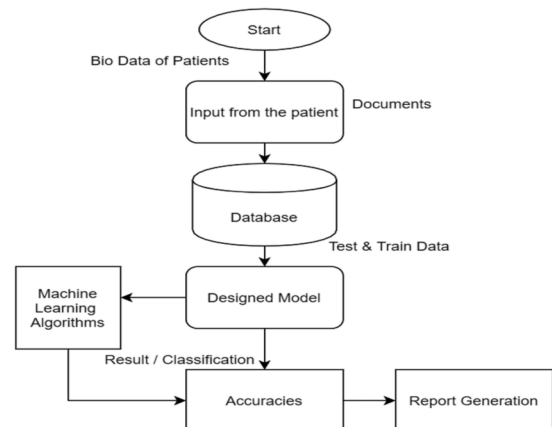 Start
Bio Data of Patients
Input from the patient
Documents
Database
Test & Train Data
Designed Model
Machine
Learning
Algorithms
Result / Classification
Accuracies
Report Generation